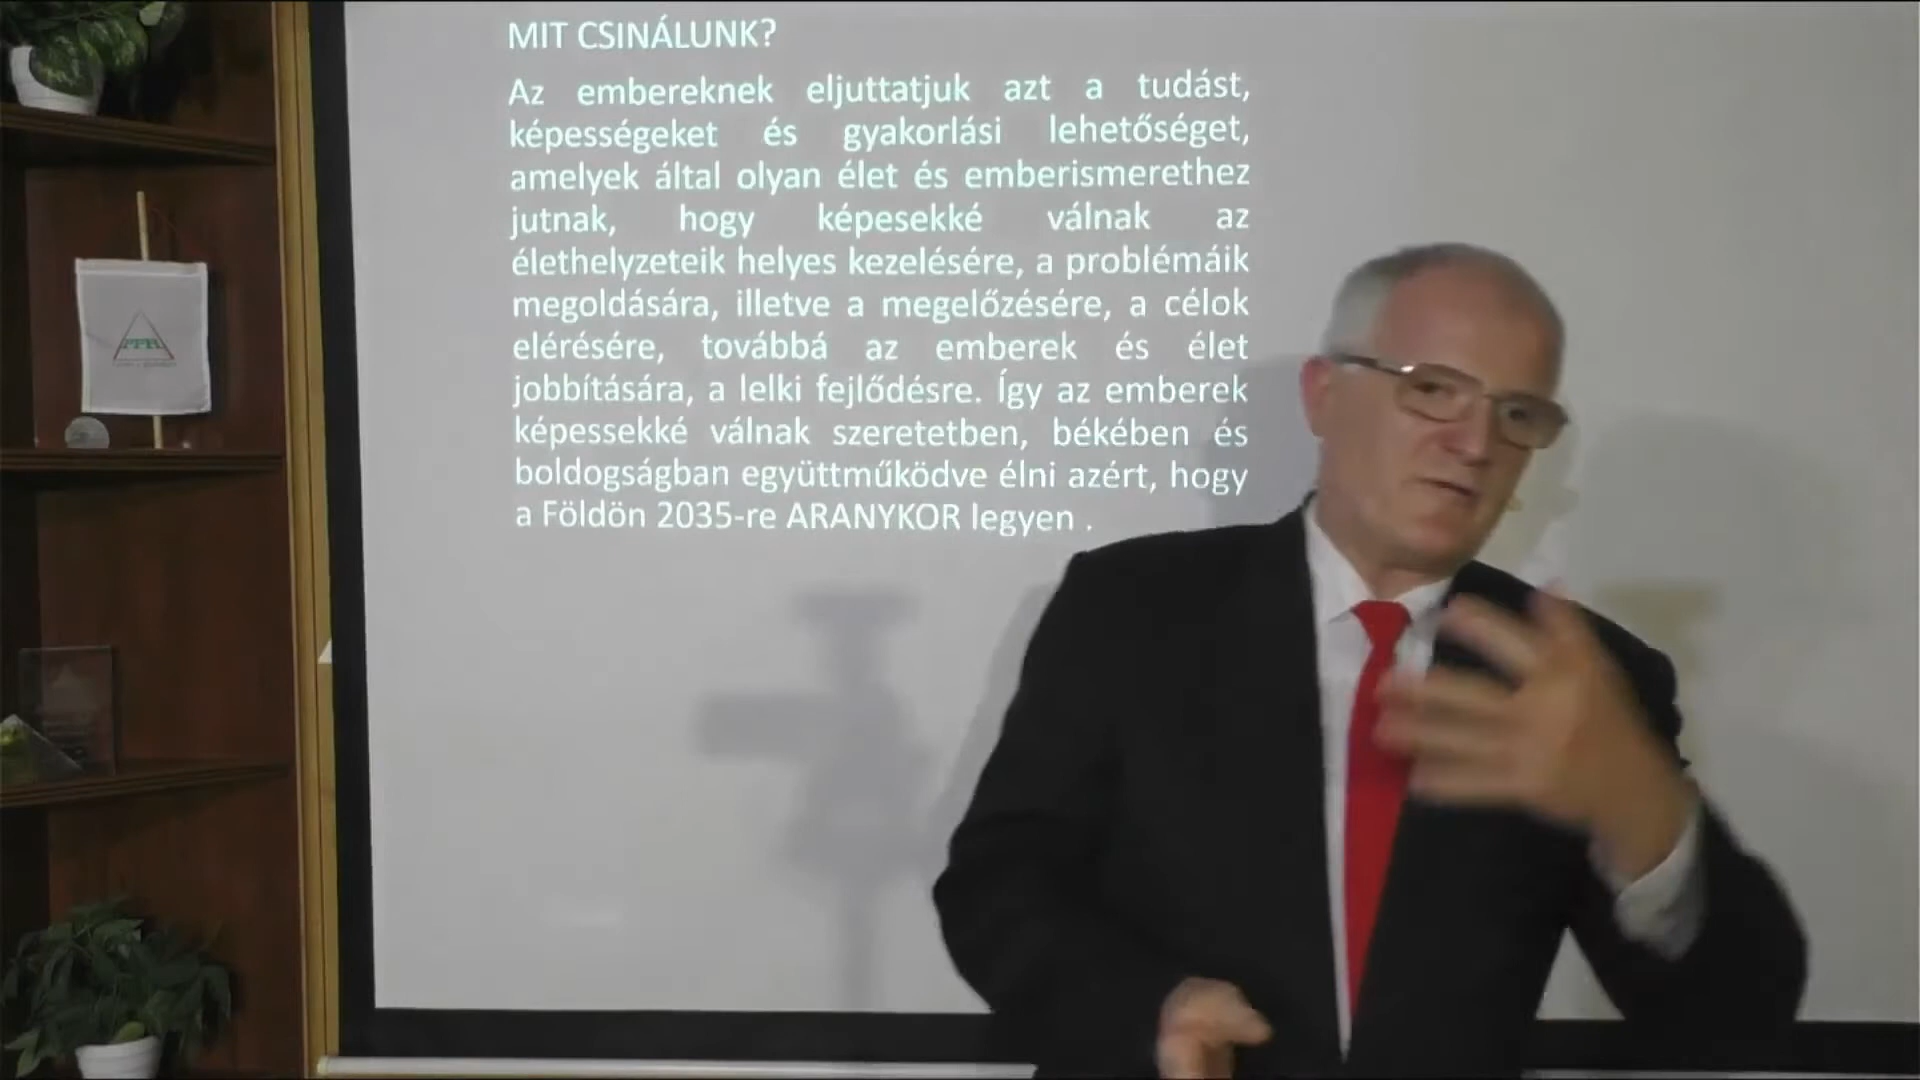 MIT CSINÁLUNK?
Az embereknek eljuttatjuk azt a tudást,
képességeket és gyakorlási lehetőséget,
amelyek által olyan élet és emberismerethez
jutnak, hogy képesekké válnak az
élethelyzeteik helyes kezelésére, a problémáik
megoldására, illetve a megelőzésére, a célok
elérésére, továbbá az emberek és élet
jobbítására, a lelki fejlődésre. Így az emberek
képessekké válnak szeretetben, békében és
boldogságban együttműködve élni azért, hogy
a Földön 2035-re ARANYKOR legyen .